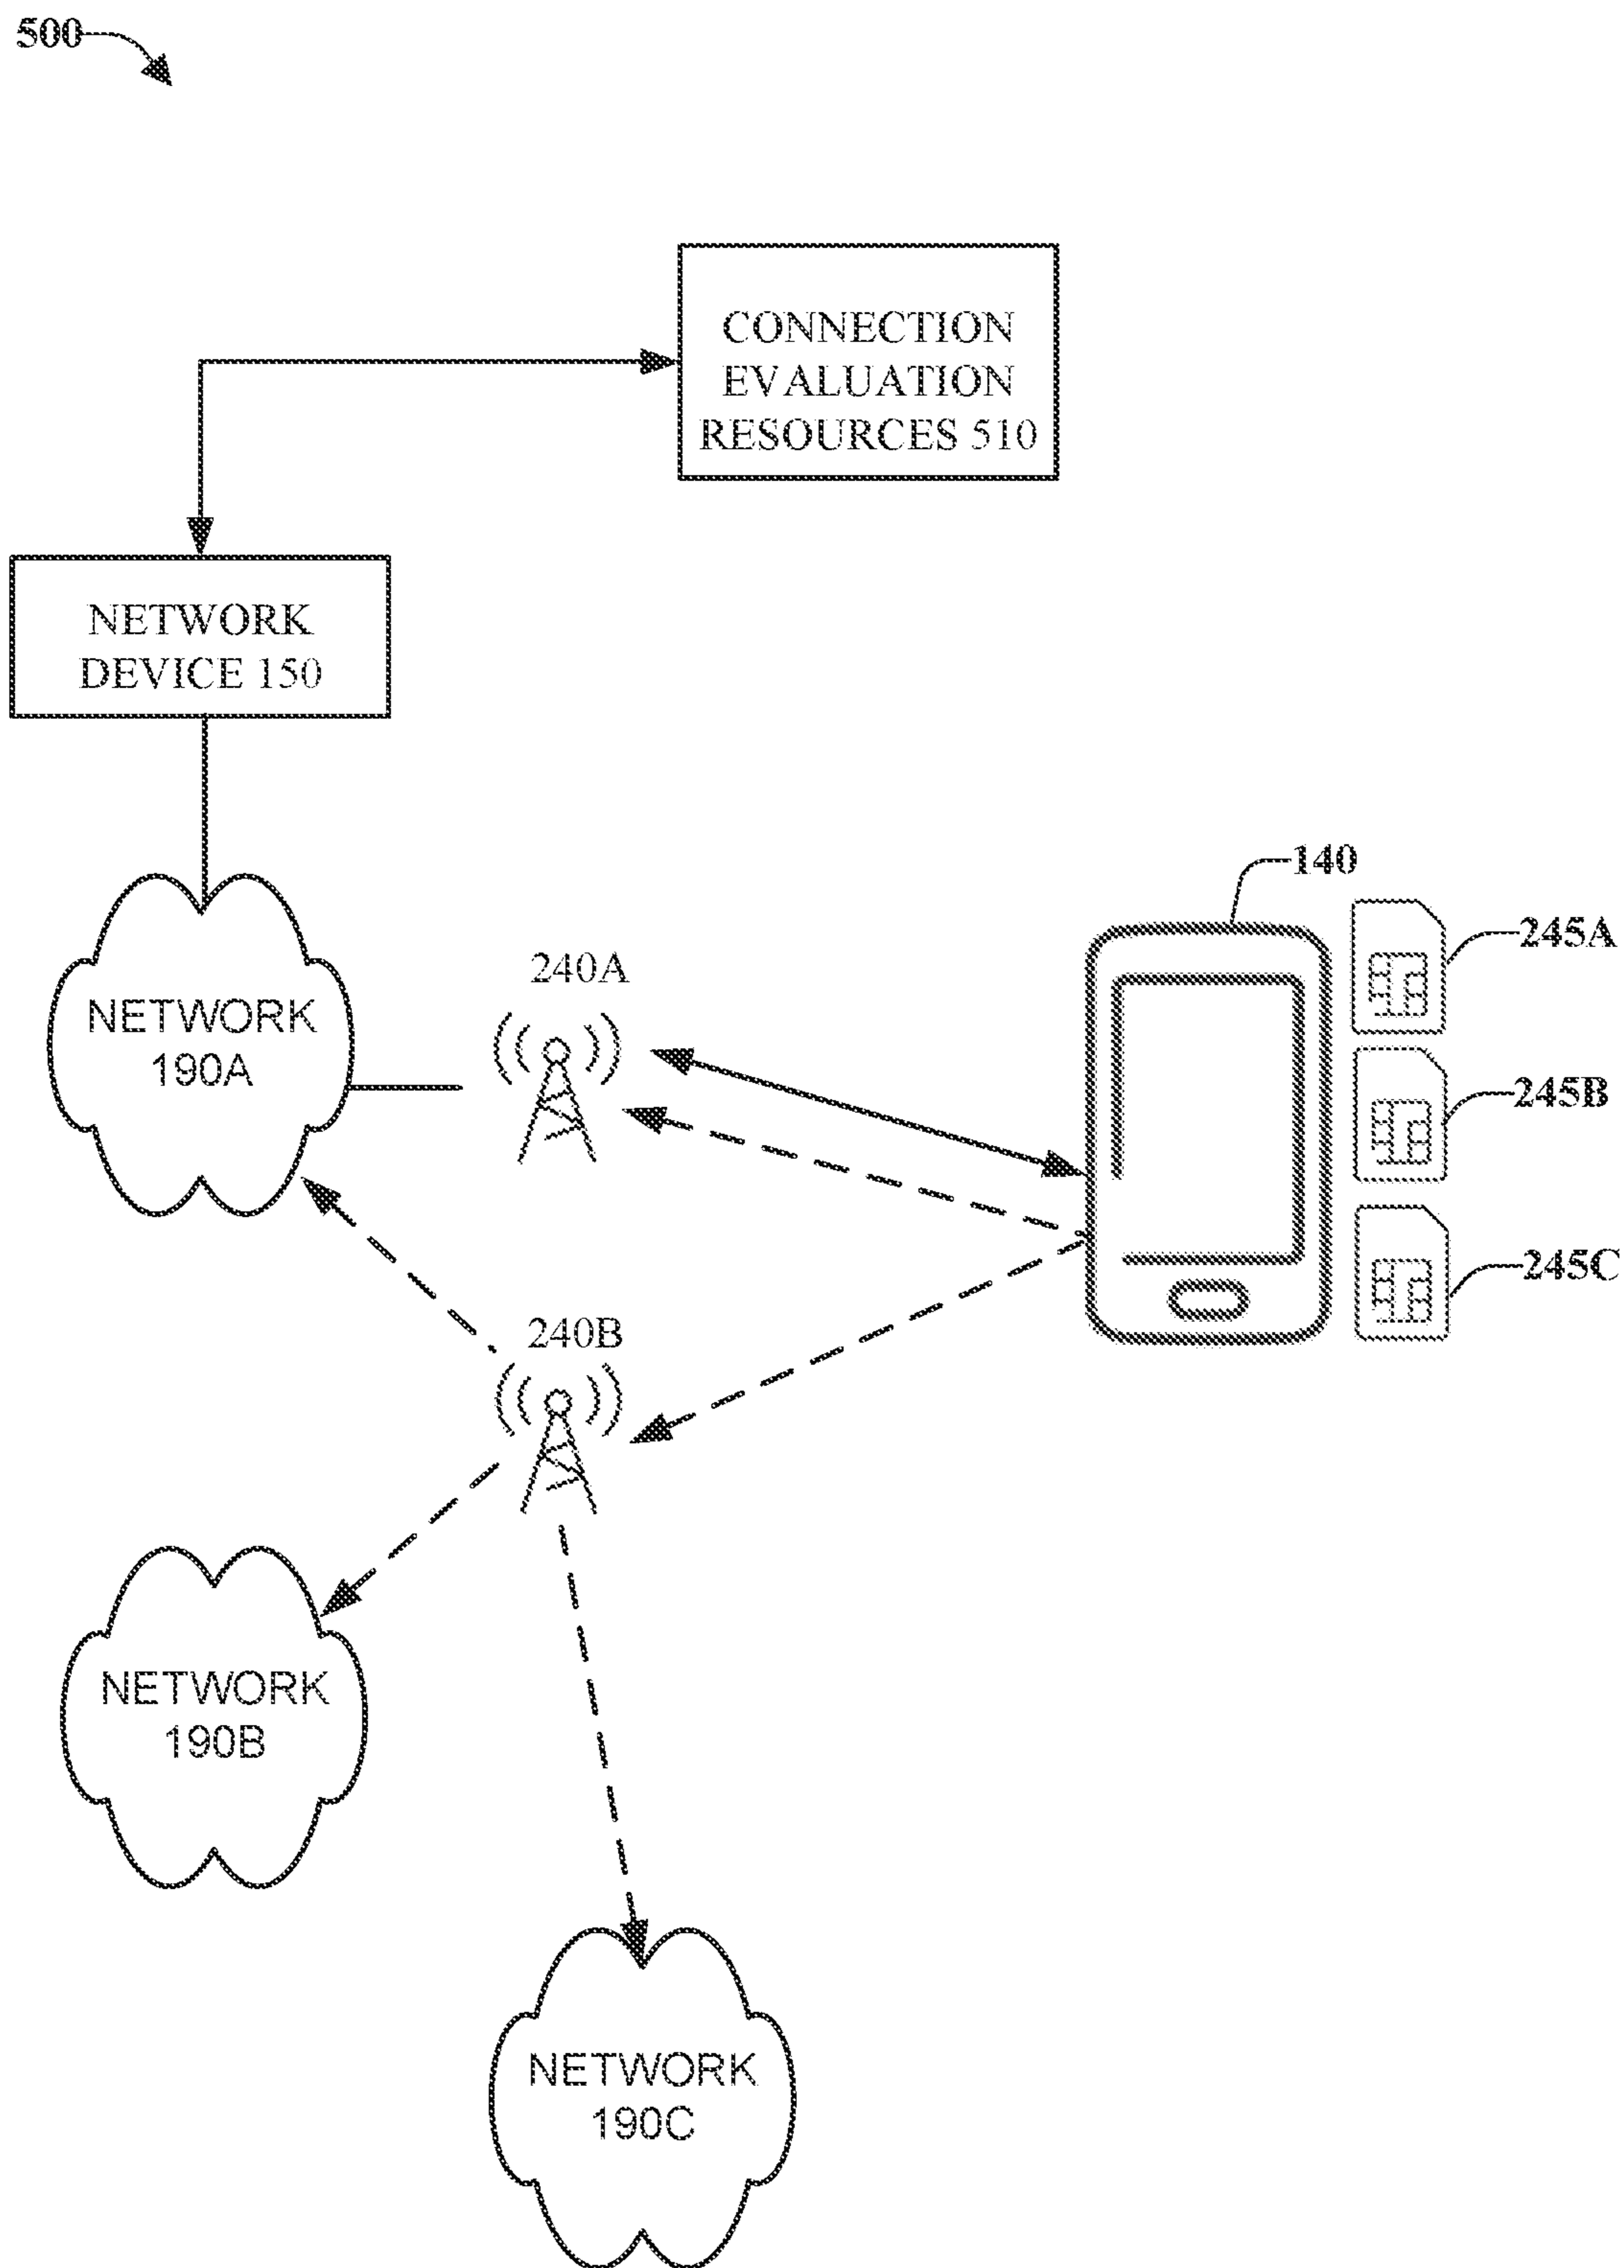 500
CONNECTION
EVALUATION
RESOURCES 510
NETWORK
DEVICE 150
140
245A
240A
NETWORK
190A
245B
245C
240B
NETWORK
190B
NETWORK
190C